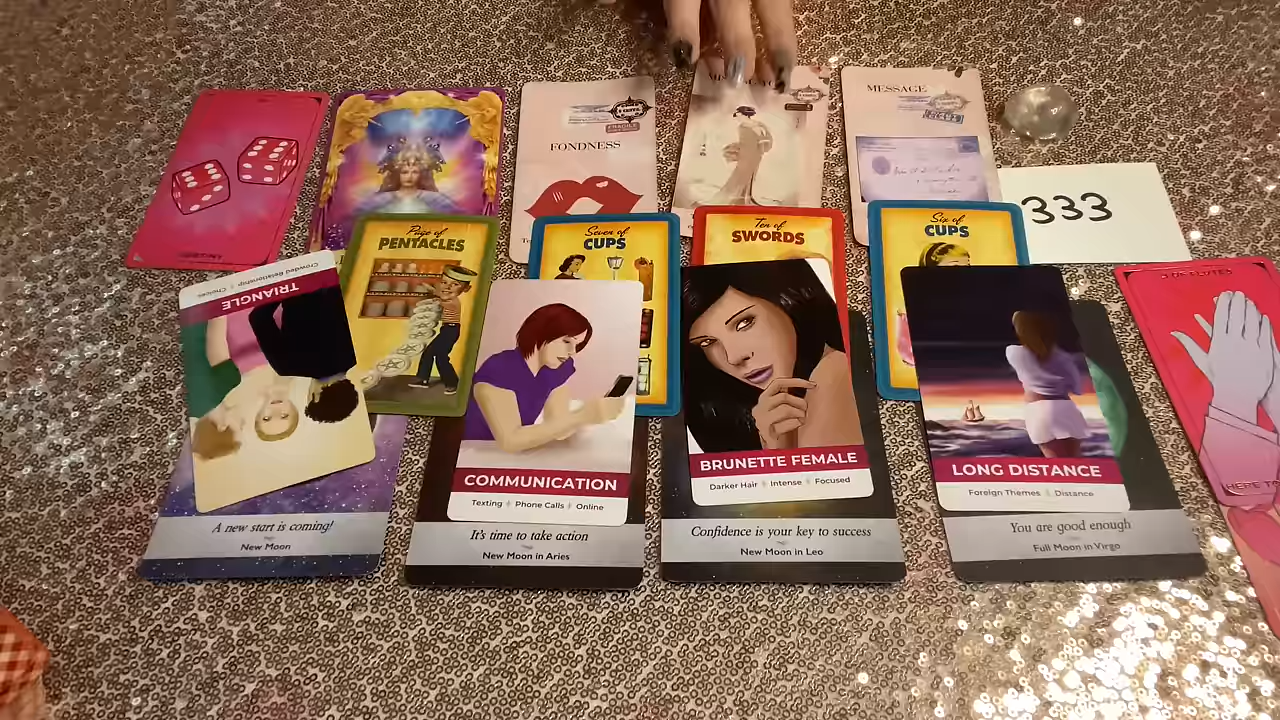 FONDNESS
MESSAGE
FRAGILE
333
Page of
PENTACLES
Seven of
CUPS
Ten of
SWORDS
Six of
CUPS
Crowded Relationship Choices
TRIANGLE
COMMUNICATION
Texting Phone Calls Online
BRUNETTE FEMALE
Darker Hair Intense Focused
LONG DISTANCE
Foreign Themes Distance
A new start is coming!
New Moon
It's time to take action
New Moon in Aries
Confidence is your key to success
New Moon in Leo
You are good enough
Full Moon in Virgo